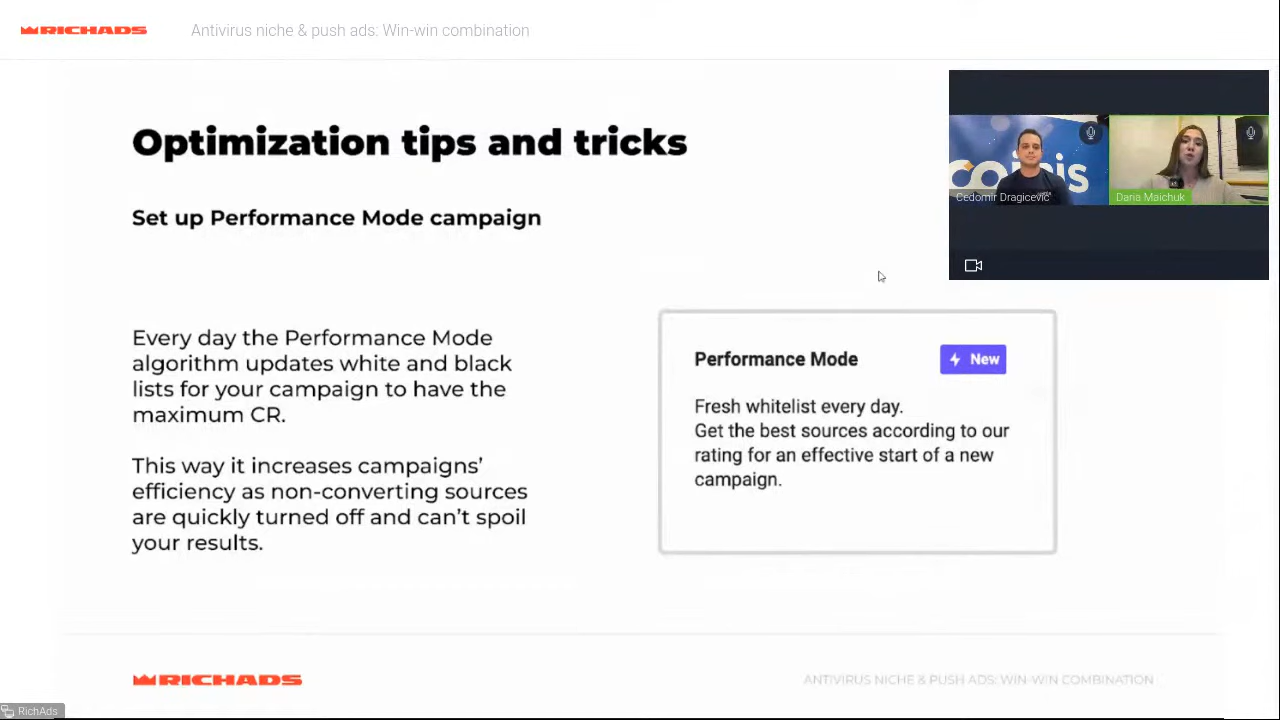 RICHADS
Antivirus niche & push ads: Win-win combination
Optimization tips and tricks
Set up Performance Mode campaign
Every day the Performance Mode
algorithm updates white and black
lists for your campaign to have the
maximum CR.
This way it increases campaigns’
efficiency as non-converting sources
are quickly turned off and can’t spoil
your results.
coinis
Cedomir Dragicevic
Daria Maichuk
Performance Mode
New
Fresh whitelist every day.
Get the best sources according to our
rating for an effective start of a new
campaign.
RICHADS
ANTIVIRUS NICHE & PUSH ADS: WIN-WIN COMBINATION
RichAds